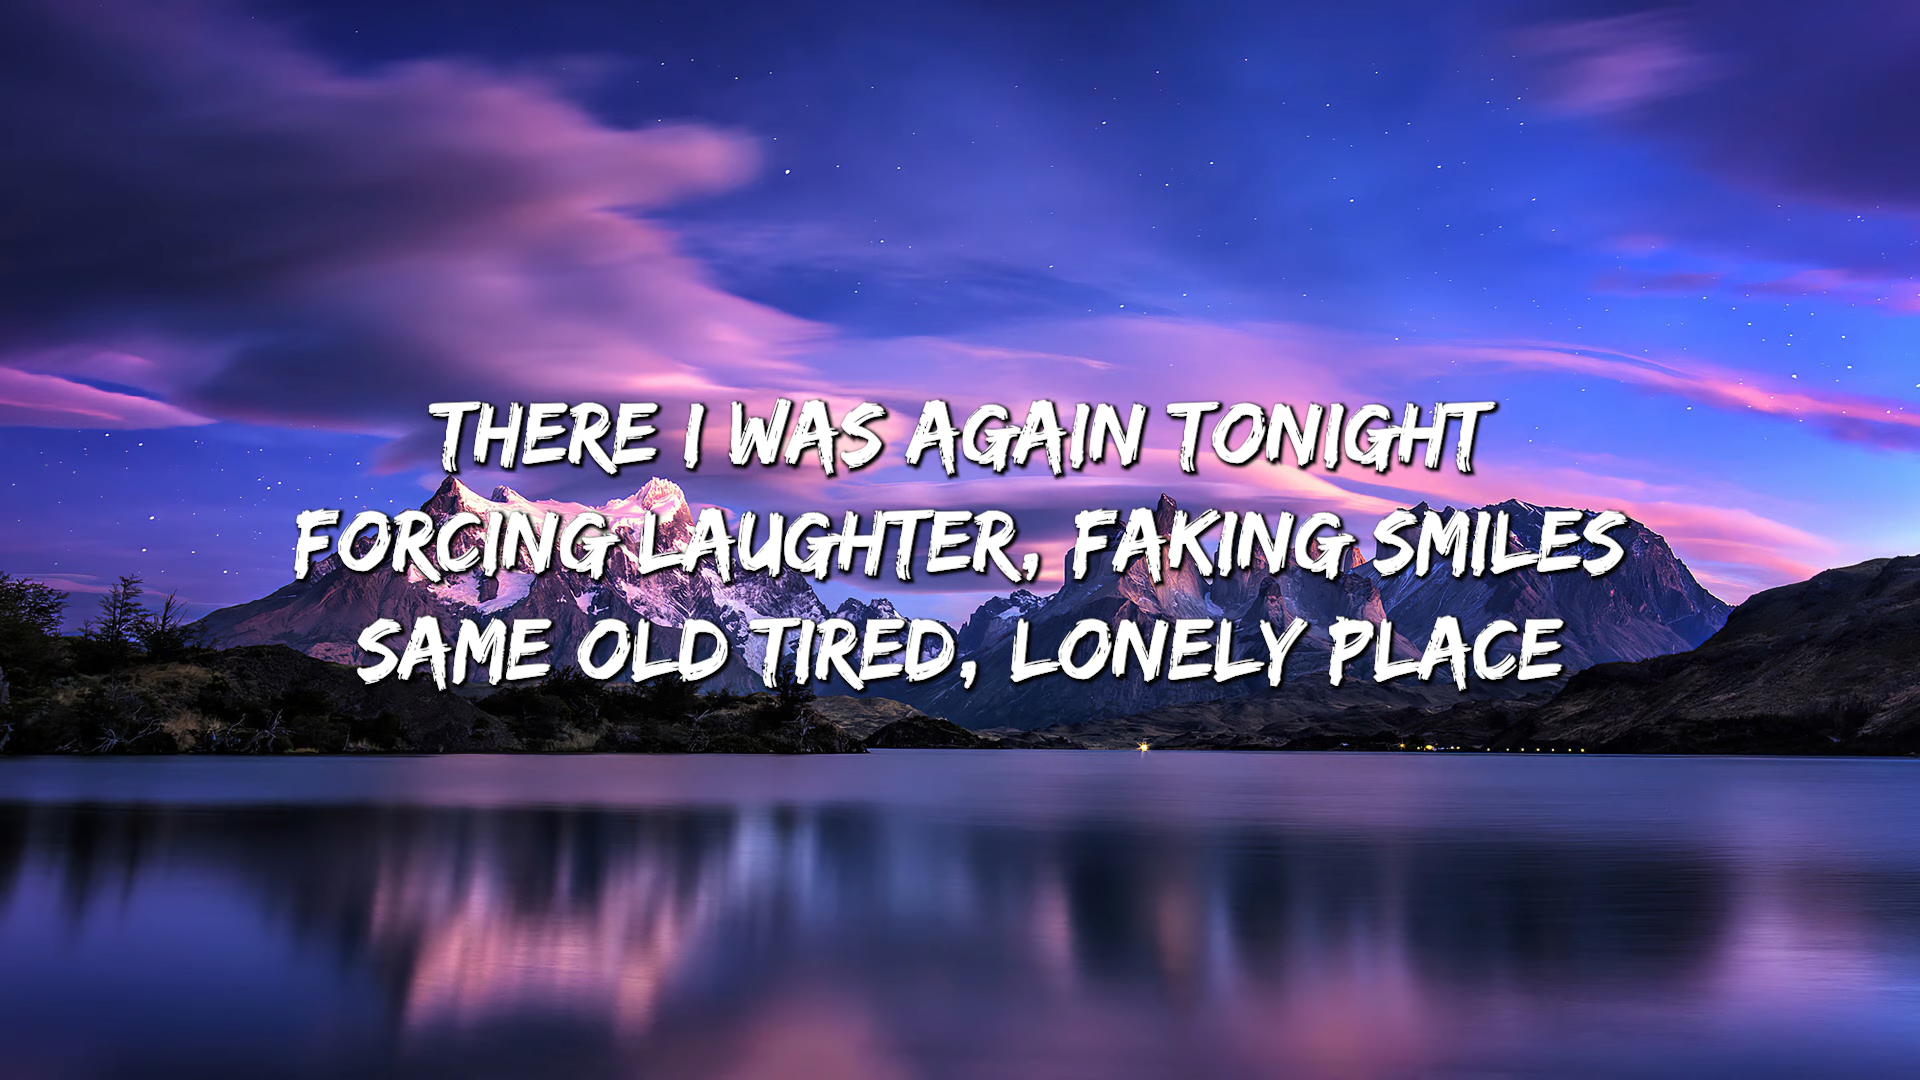 THERE I WAS AGAIN TONIGHT
FORCING LAUGHTER, FAKING SMILES
SAME OLD TIRED, LONELY PLACE